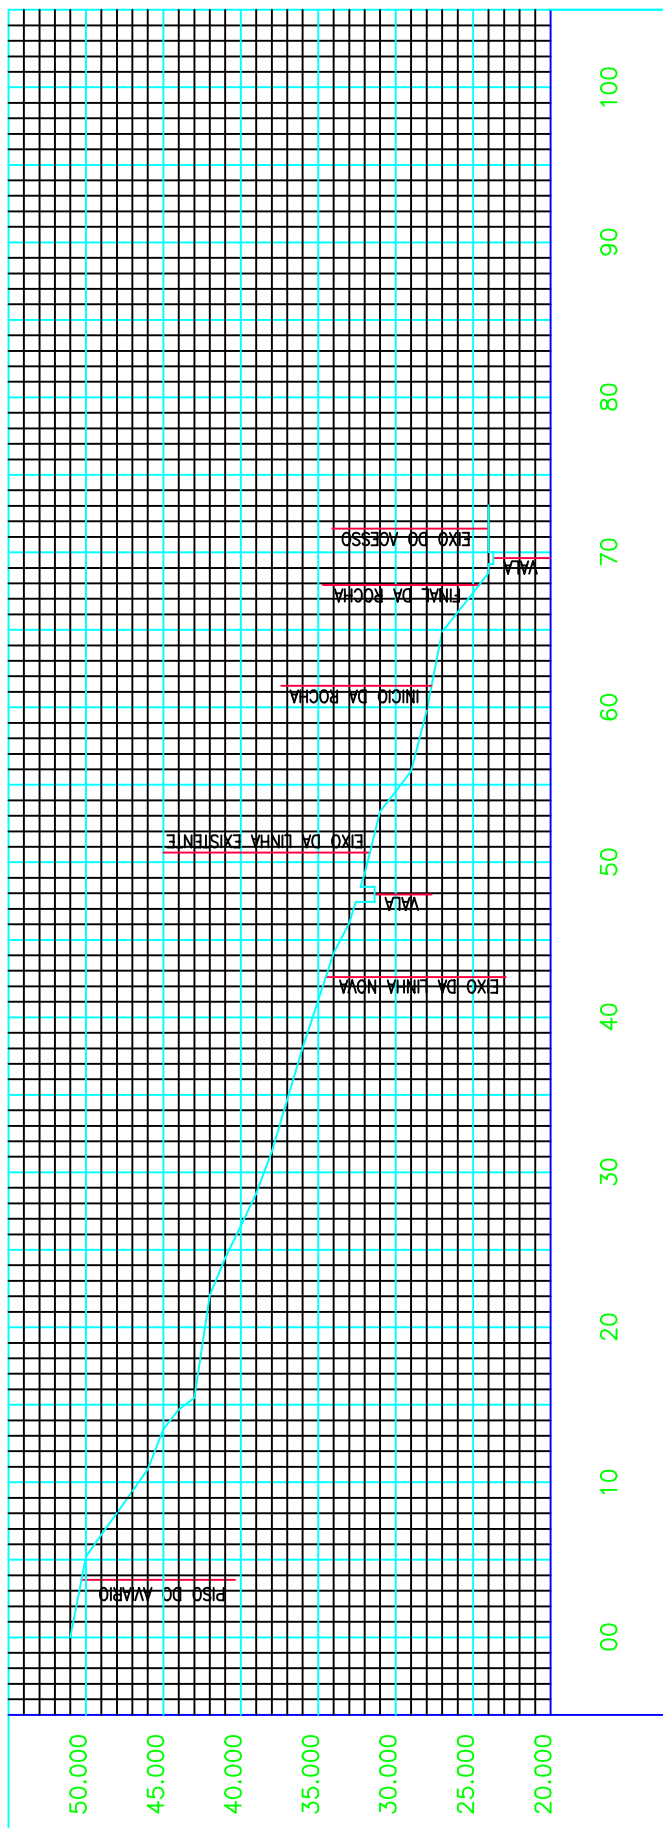 50.000
45.000
40.000
35.000
30.000
25.000
20.000
00
10
20
30
40
50
60
70
80
90
100
PISO DO AVIARIO
EIXO DA LINHA NOVA
VALA
EIXO DA LINHA EXISTENTE
INICIO DA ROCHA
FINAL DA ROCHA
VALA
EIXO DO ACESSO